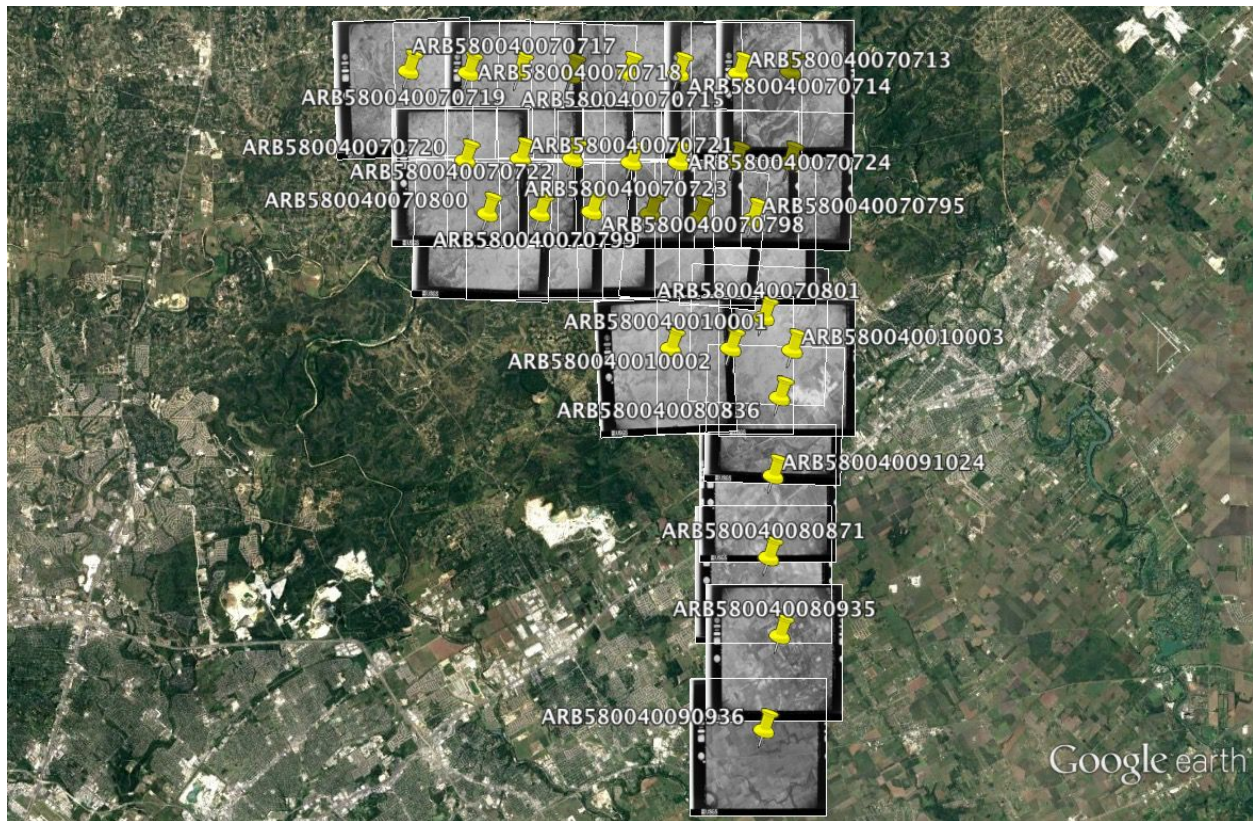 ARB580040070717
ARB580040070713
ARB580040070718
ARB580040070714
ARB580040070719
ARB580040070715
ARB580040070720
ARB580040070721
ARB580040070724
ARB580040070722
ARB580040070723
ARB580040070800
ARB580040070795
ARB580040070798
ARB580040070799
ARB580040070801
ARB580040010001
ARB580040010003
ARB580040010002
ARB580040080836
ARB580040091024
ARB580040080871
ARB580040080935
ARB580040090936
Google earth